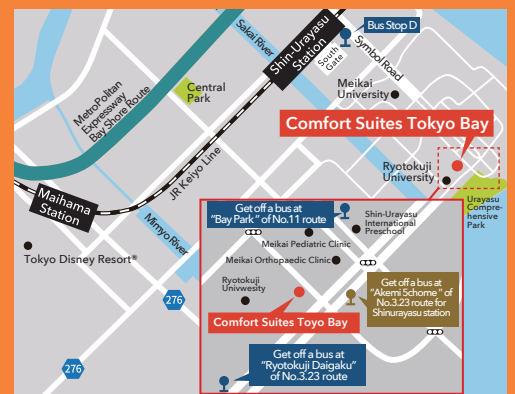 Bus Stop D
Sakai River
Shin-Urayasu
Station
South
Gate
Symbol Road
MetroPolitan
Expressway
Bay Shore Route
Central
Park
Meikai
University
Comfort Suites Tokyo Bay
JR Keiyo Line
Ryotokuji
University
Maihama
Station
Urayasu
Compre-
hensive
Park
Mimyo River
Get off a bus at
"Bay Park" of No.11 route
Shin-Urayasu
International
Preschool
Meikai Pediatric Clinic
Tokyo Disney Resort®
Meikai Orthopaedic Clinic
Ryotokuji
Univwesity
Get off a bus at
"Akemi 5chome" of
No.3.23 route for
Shinurayasu station
276
Comfort Suites Toyo Bay
Get off a bus at
"Ryotokuji Daigaku"
of No.3.23 route
276